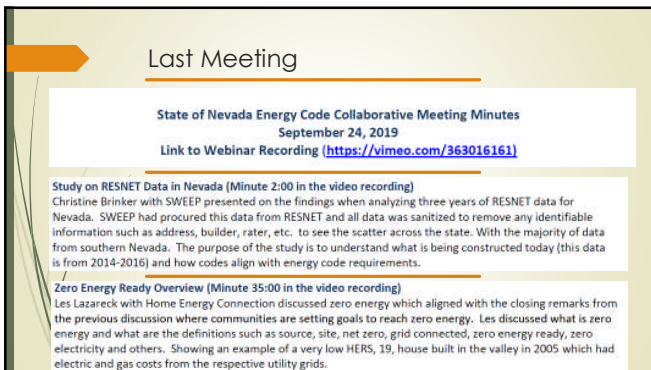 Last Meeting
State of Nevada Energy Code Collaborative Meeting Minutes
September 24, 2019
Link to Webinar Recording (https://vimeo.com/363016161)
Study on RESNET Data in Nevada (Minute 2:00 in the video recording)
Christine Brinker with SWEEP presented on the findings when analyzing three years of RESNET data for
Nevada. SWEEP had procured this data from RESNET and all data was sanitized to remove any identifiable
information such as address, builder, rater, etc. to see the scatter across the state. With the majority of data
from southern Nevada. The purpose of the study is to understand what is being constructed today (this data
is from 2014-2016) and how codes align with energy code requirements.
Zero Energy Ready Overview (Minute 35:00 in the video recording)
Les Lazareck with Home Energy Connection discussed zero energy which aligned with the closing remarks from
the previous discussion where communities are setting goals to reach zero energy. Les discussed what is zero
energy and what are the definitions such as source, site, net zero, grid connected, zero energy ready, zero
electricity and others. Showing an example of a very low HERS, 19, house built in the valley in 2005 which had
electric and gas costs from the respective utility grids.